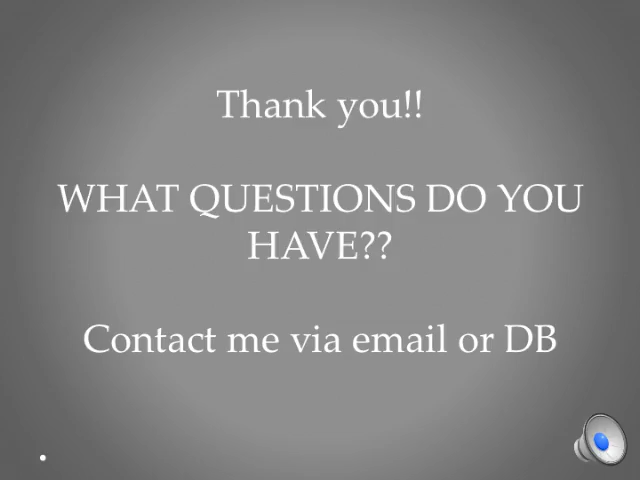 Thank you!!
WHAT QUESTIONS DO YOU
HAVE??
Contact me via email or DB
•